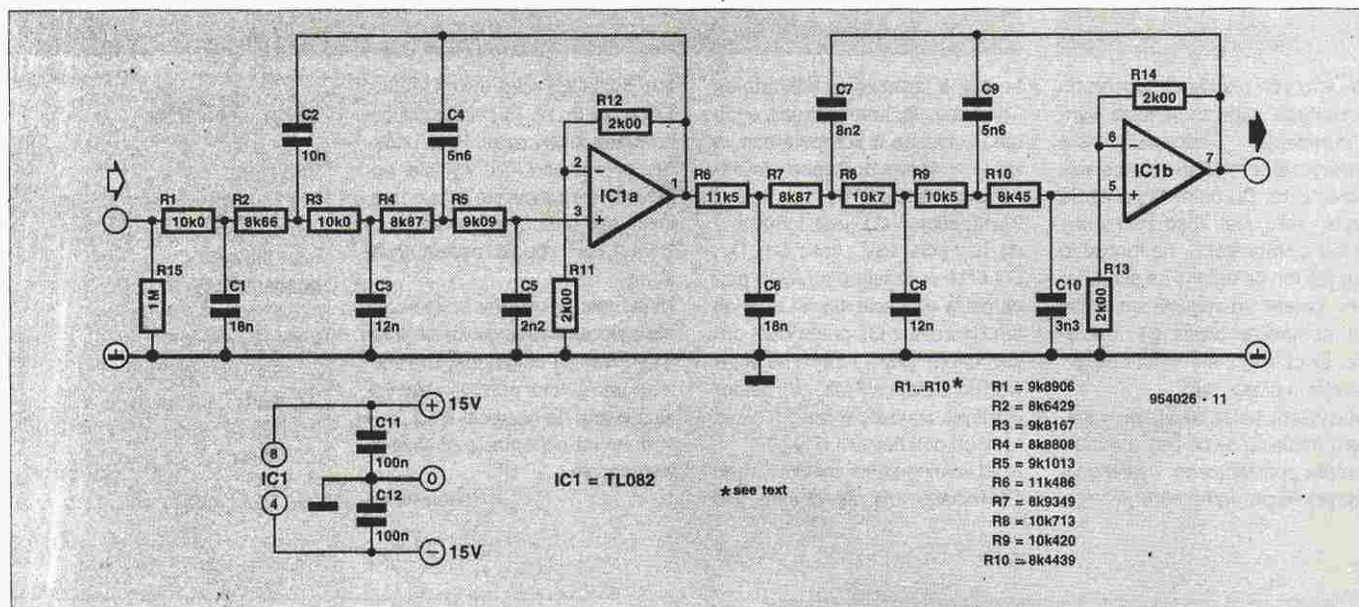 C2
10n
C4
5n6
R12
2k00
C7
8n2
C9
5n6
R14
2k00
2
−
IC1a
1
3
+
6
−
IC1b
7
5
+
R1
10k0
R2
8k66
R3
10k0
R4
8k87
R5
9k09
R6
11k5
R7
8k87
R8
10k7
R9
10k5
R10
8k45
R15
1M
C1
18n
C3
12n
C5
2n2
R11
2k00
C6
18n
C8
12n
C10
3n3
R13
2k00
+ 15V
C11
100n
8
IC1
0
4
C12
100n
− 15V
IC1 = TL082
* see text
R1...R10 *
R1 = 9k8906
R2 = 8k6429
R3 = 9k8167
R4 = 8k8808
R5 = 9k1013
R6 = 11k486
R7 = 8k9349
R8 = 10k713
R9 = 10k420
R10 = 8k4439
954026 - 11